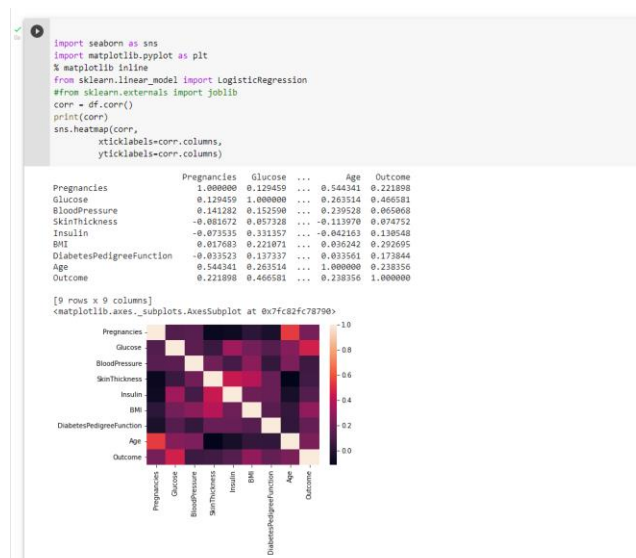 import seaborn as sns
import matplotlib.pyplot as plt
% matplotlib inline
from sklearn.linear_model import LogisticRegression
#from sklearn.externals import joblib
corr = df.corr()
print(corr)
sns.heatmap(corr,
xticklabels=corr.columns,
yticklabels=corr.columns)
Pregnancies Glucose ... Age Outcome
Pregnancies 1.000000 0.129459 ... 0.544341 0.221898
Glucose 0.129459 1.000000 ... 0.263514 0.466581
BloodPressure 0.141282 0.152590 ... 0.239528 0.065068
SkinThickness -0.081672 0.057328 ... -0.113970 0.074752
Insulin -0.073535 0.331357 ... -0.042163 0.130548
BMI 0.017683 0.221071 ... 0.036242 0.292695
DiabetesPedigreeFunction -0.033523 0.137337 ... 0.033561 0.173844
Age 0.544341 0.263514 ... 1.000000 0.238356
Outcome 0.221898 0.466581 ... 0.238356 1.000000
[9 rows x 9 columns]
<matplotlib.axes._subplots.AxesSubplot at 0x7fc82fc78790>
Pregnancies
Glucose
BloodPressure
SkinThickness
Insulin
BMI
DiabetesPedigreeFunction
Age
Outcome
1.0
0.8
0.6
0.4
0.2
0.0
Pregnancies
Glucose
BloodPressure
SkinThickness
Insulin
BMI
DiabetesPedigreeFunction
Age
Outcome